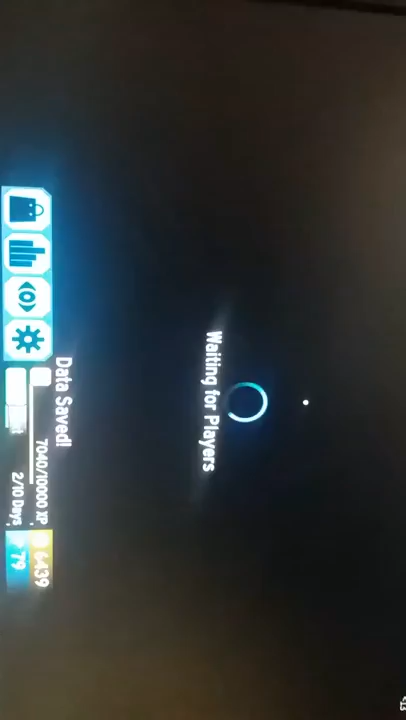 Waiting for Players
Data Saved!
7040/10000 XP
6439
2/10 Days
79